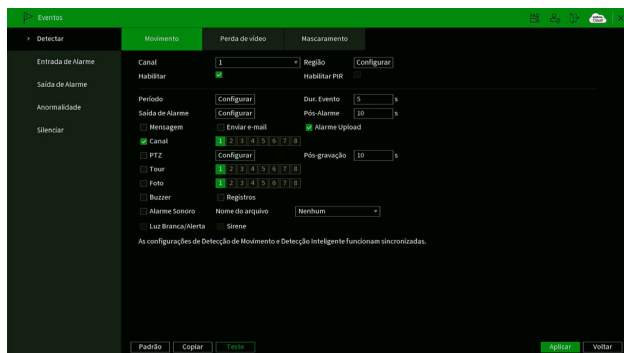 Eventos
Detectar
Movimento Perda de vídeo Mascaramento
Entrada de Alarme
Canal 1 Região Configurar
Habilitar Habilitar PIR
Saída de Alarme
Período Configurar Dur. Evento 5 s
Anormalidade
Saída de Alarme Configurar Pós-Alarme 10 s
Silenciar
Mensagem Enviar e-mail Alarme Upload
Canal 1 2 3 4 5 6 7 8
PTZ Configurar Pós-gravação 10 s
Tour 1 2 3 4 5 6 7 8
Foto 1 2 3 4 5 6 7 8
Buzzer Registros
Alarme Sonoro Nome do arquivo Nenhum
Luz Branca/Alerta Sirene
As configurações de Detecção de Movimento e Detecção Inteligente funcionam sincronizadas.
Padrão Copiar Teste Aplicar Voltar